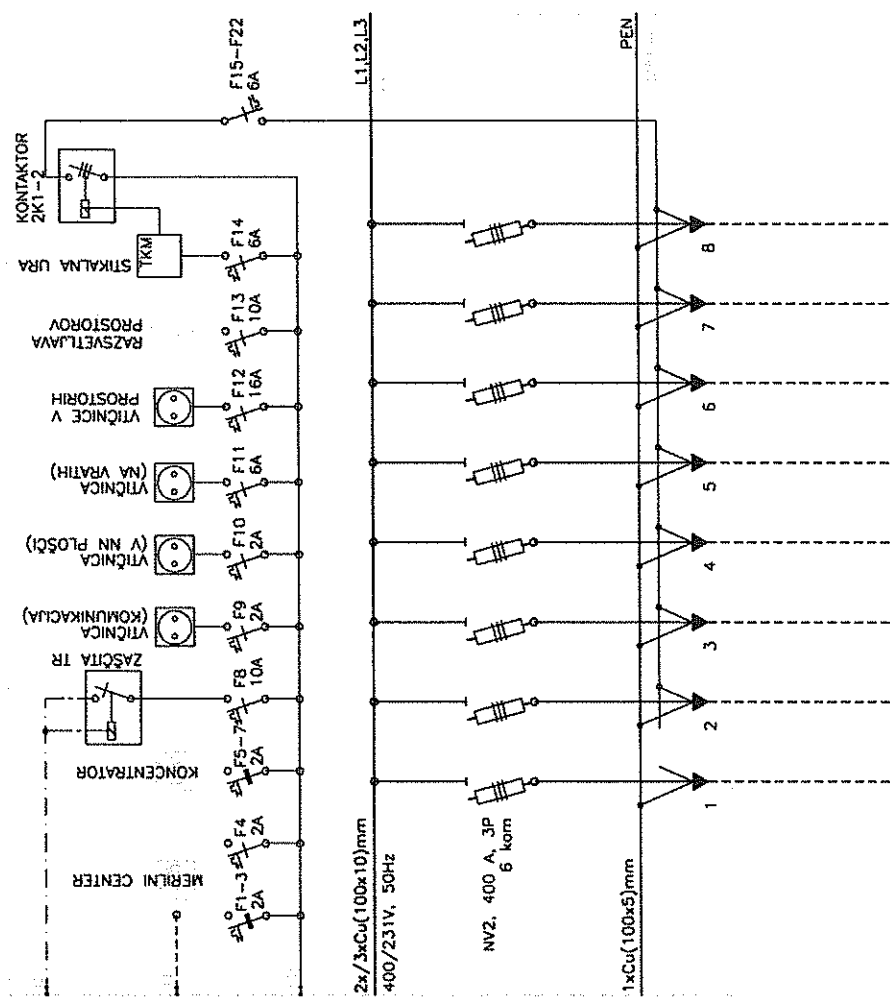 F15-F22
6A
L1,L2,L3
PEN
KONTAKTOR
2K1-2
STIKALNA URA
TKM
F14
6A
RAZSVETLJAVA
PROSTOROV
F13
10A
VTIČNICE V
PROSTORIH
F12
16A
VTIČNICA
(NA VRATIH)
F11
6A
VTIČNICA
(V NN PLOŠČI)
F10
2A
VTIČNICA
(KOMUNIKACIJA)
F9
2A
ZAŠČITA TR
F8
10A
KONCENTRATOR
F5-7
2A
F4
2A
MERILNI CENTER
F1-3
2A
2x/3xCu(100x10)mm
400/231V, 50Hz
NV2, 400 A, 3P
6 kom
1xCu(100x5)mm
8
7
6
5
4
3
2
1